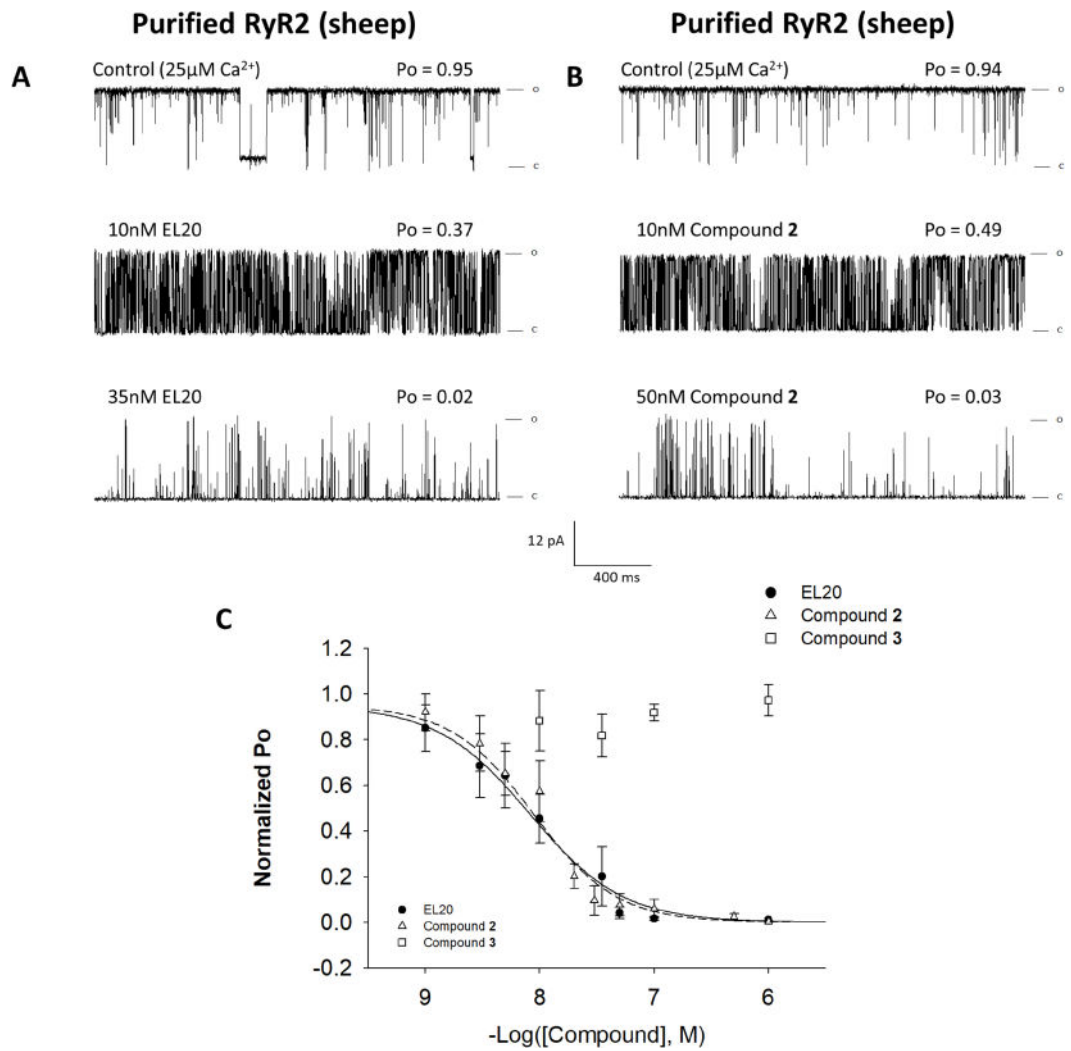 Purified RyR2 (sheep)
Purified RyR2 (sheep)
A
Control (25µM Ca²⁺)
Po = 0.95
o
c
10nM EL20
Po = 0.37
o
c
35nM EL20
Po = 0.02
o
c
B
Control (25µM Ca²⁺)
Po = 0.94
o
c
10nM Compound 2
Po = 0.49
o
c
50nM Compound 2
Po = 0.03
o
c
12 pA
400 ms
EL20
Compound 2
Compound 3
C
Normalized Po
1.2
1.0
0.8
0.6
0.4
0.2
0.0
-0.2
EL20
Compound 2
Compound 3
9
8
7
6
-Log([Compound], M)